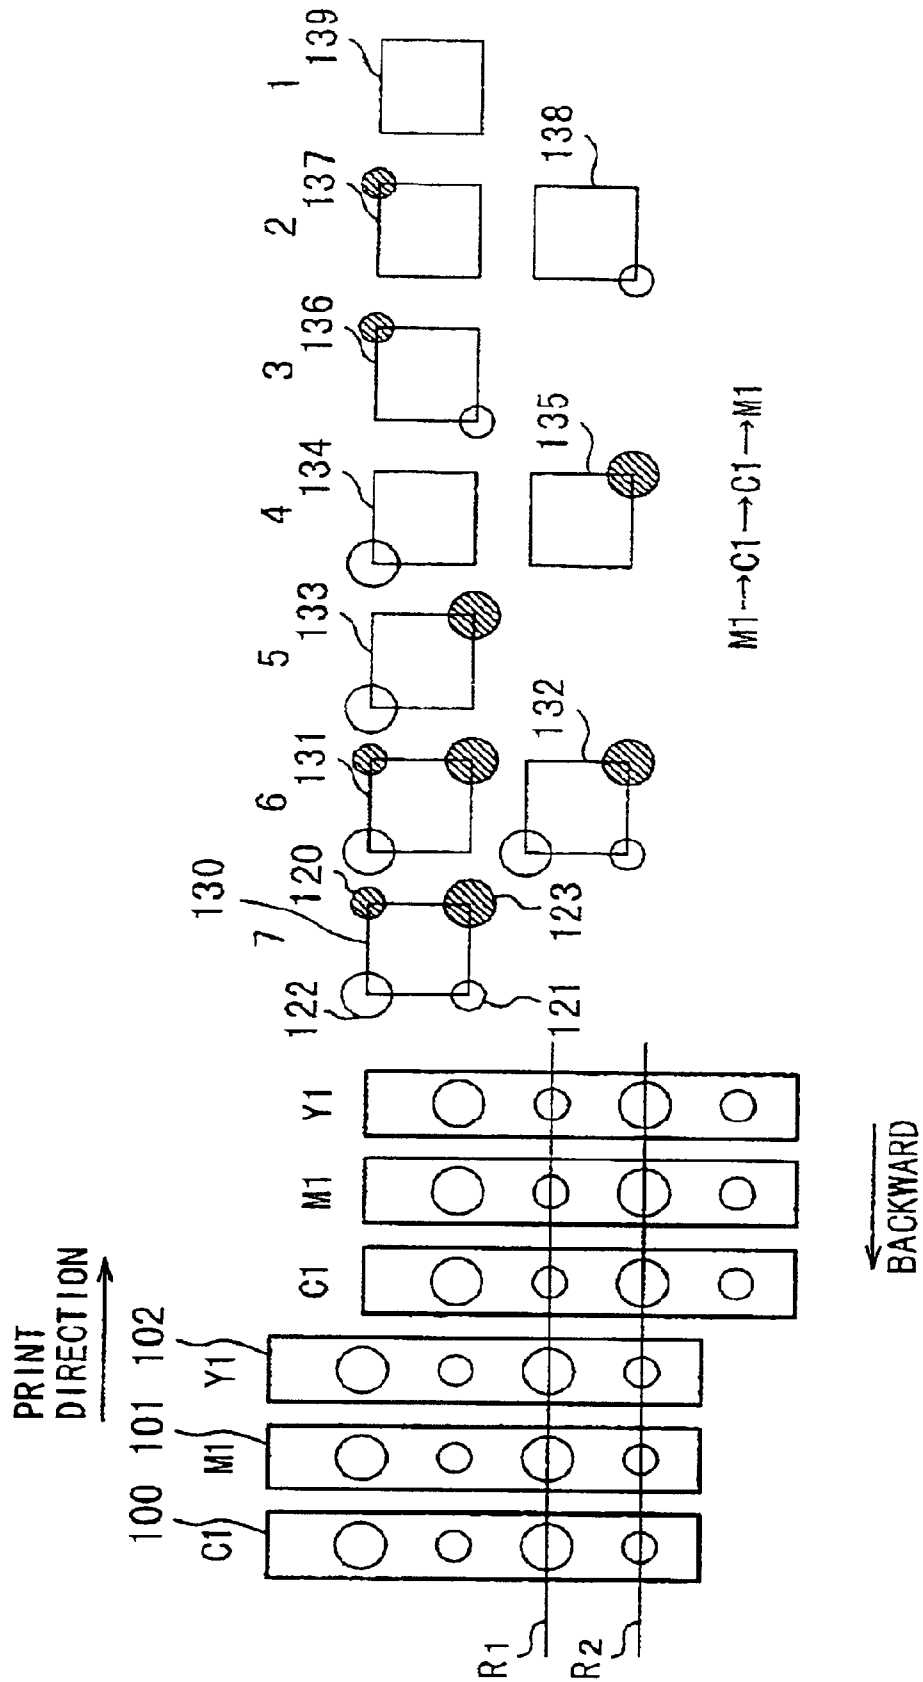 PRINT
DIRECTION
100
101
102
C1
M1
Y1
C1
M1
Y1
R1
R2
BACKWARD
130
7
6
5
4
3
2
1
122
120
131
133
134
136
137
139
121
123
132
135
138
M1→C1→C1→M1